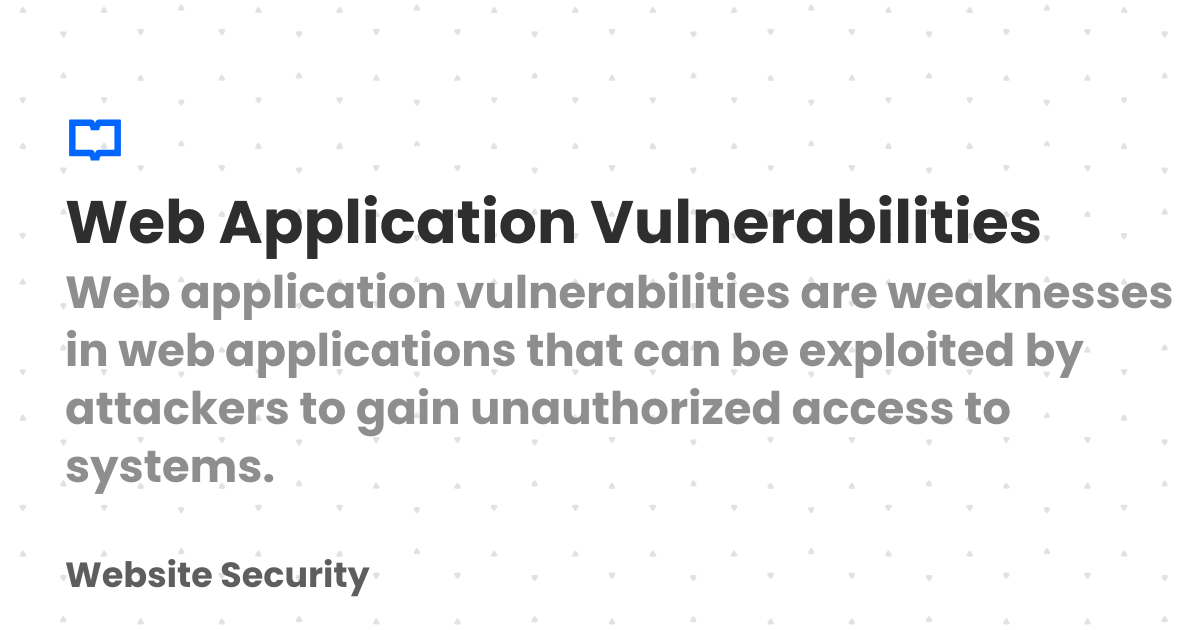 Web Application Vulnerabilities
Web application vulnerabilities are weaknesses
in web applications that can be exploited by
attackers to gain unauthorized access to
systems.
Website Security